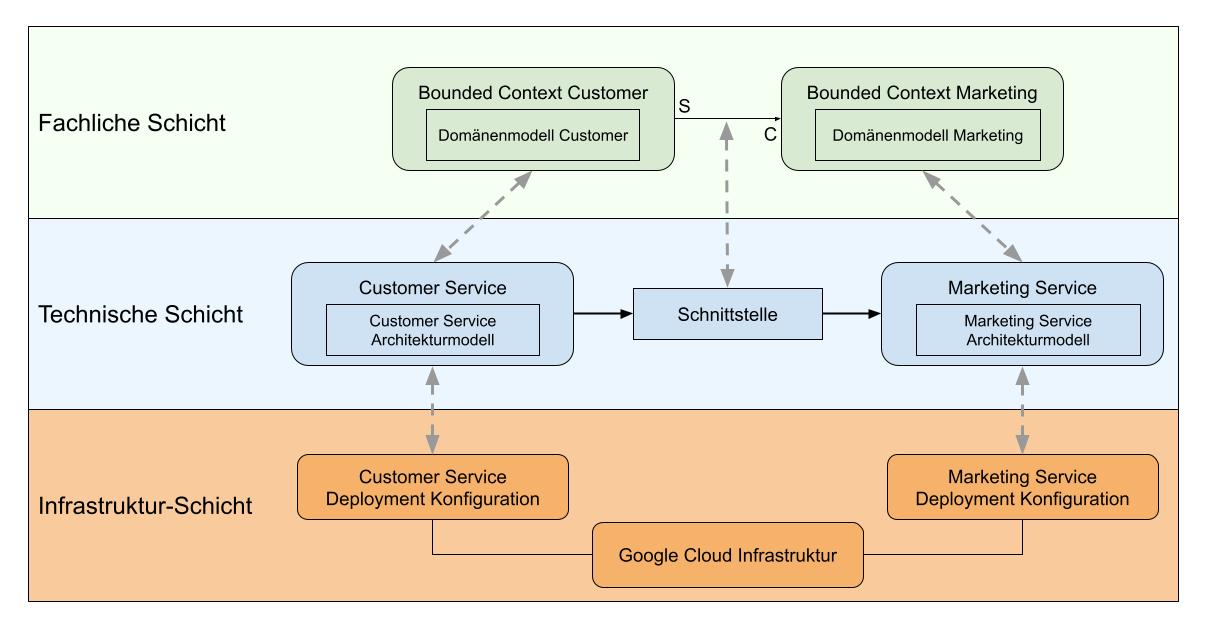 Fachliche Schicht
Bounded Context Customer
Domänenmodell Customer
S
C
Bounded Context Marketing
Domänenmodell Marketing
Technische Schicht
Customer Service
Customer Service
Architekturmodell
Schnittstelle
Marketing Service
Marketing Service
Architekturmodell
Infrastruktur-Schicht
Customer Service
Deployment Konfiguration
Marketing Service
Deployment Konfiguration
Google Cloud Infrastruktur